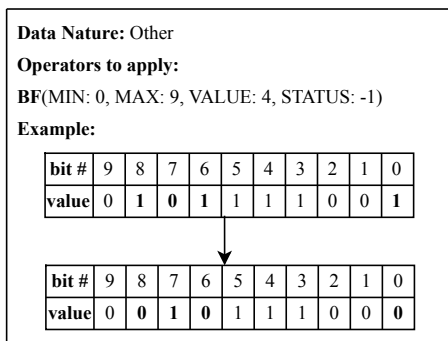 Data Nature: Other
Operators to apply:
BF(MIN: 0, MAX: 9, VALUE: 4, STATUS: -1)
Example:
bit # 9 8 7 6 5 4 3 2 1 0
value 0 1 0 1 1 1 1 0 0 1
bit # 9 8 7 6 5 4 3 2 1 0
value 0 0 1 0 1 1 1 0 0 0